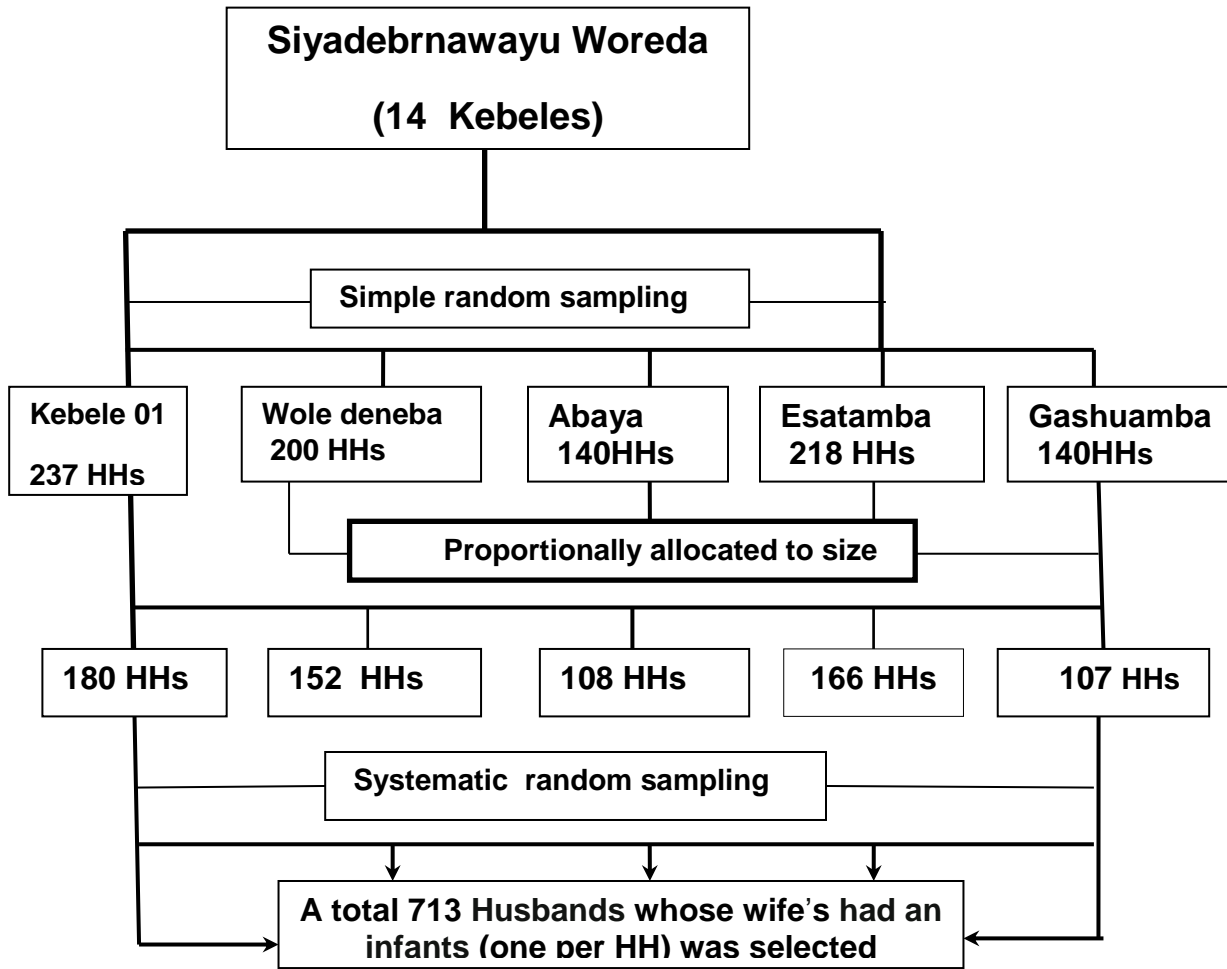 Siyadebrnawayu Woreda
(14 Kebeles)
Simple random sampling
Kebele 01
237 HHs
Wole deneba
200 HHs
Abaya
140HHs
Esatamba
218 HHs
Gashuamba
140HHs
Proportionally allocated to size
180 HHs
152 HHs
108 HHs
166 HHs
107 HHs
Systematic random sampling
A total 713 Husbands whose wife’s had an
infants (one per HH) was selected